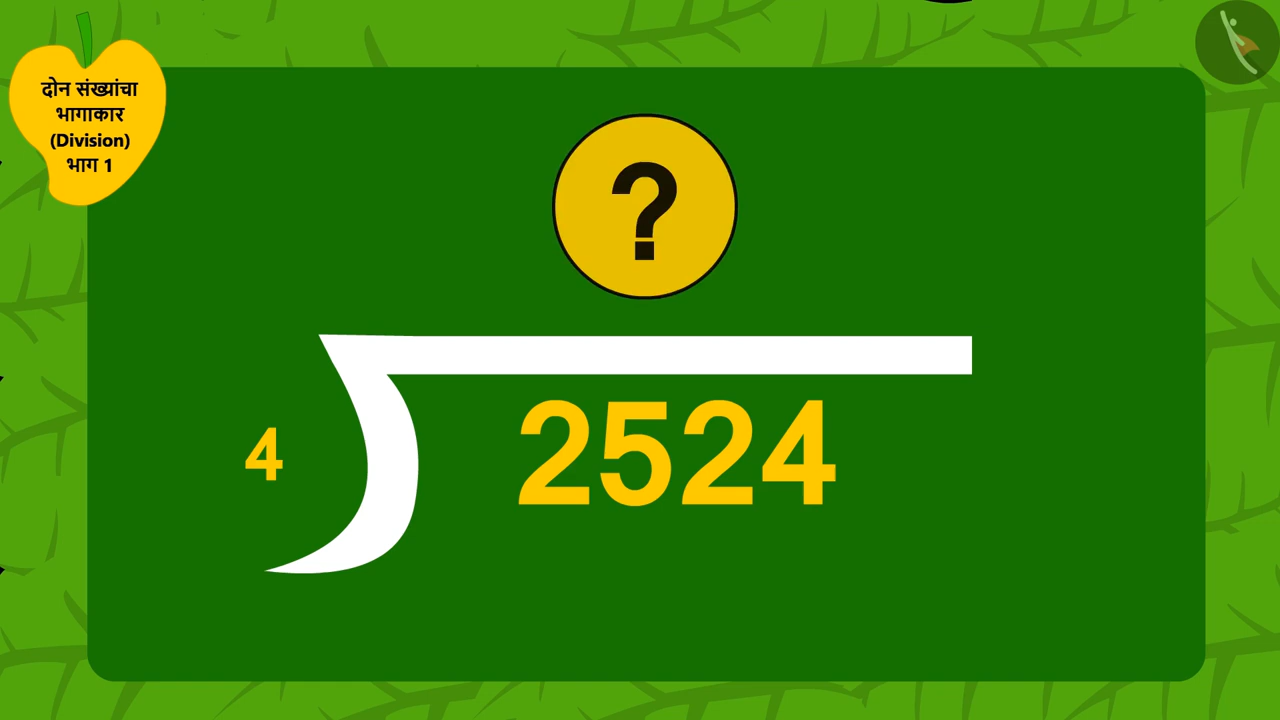 दोन संख्यांचा
भागाकार
(Division)
भाग 1
?
4
2524